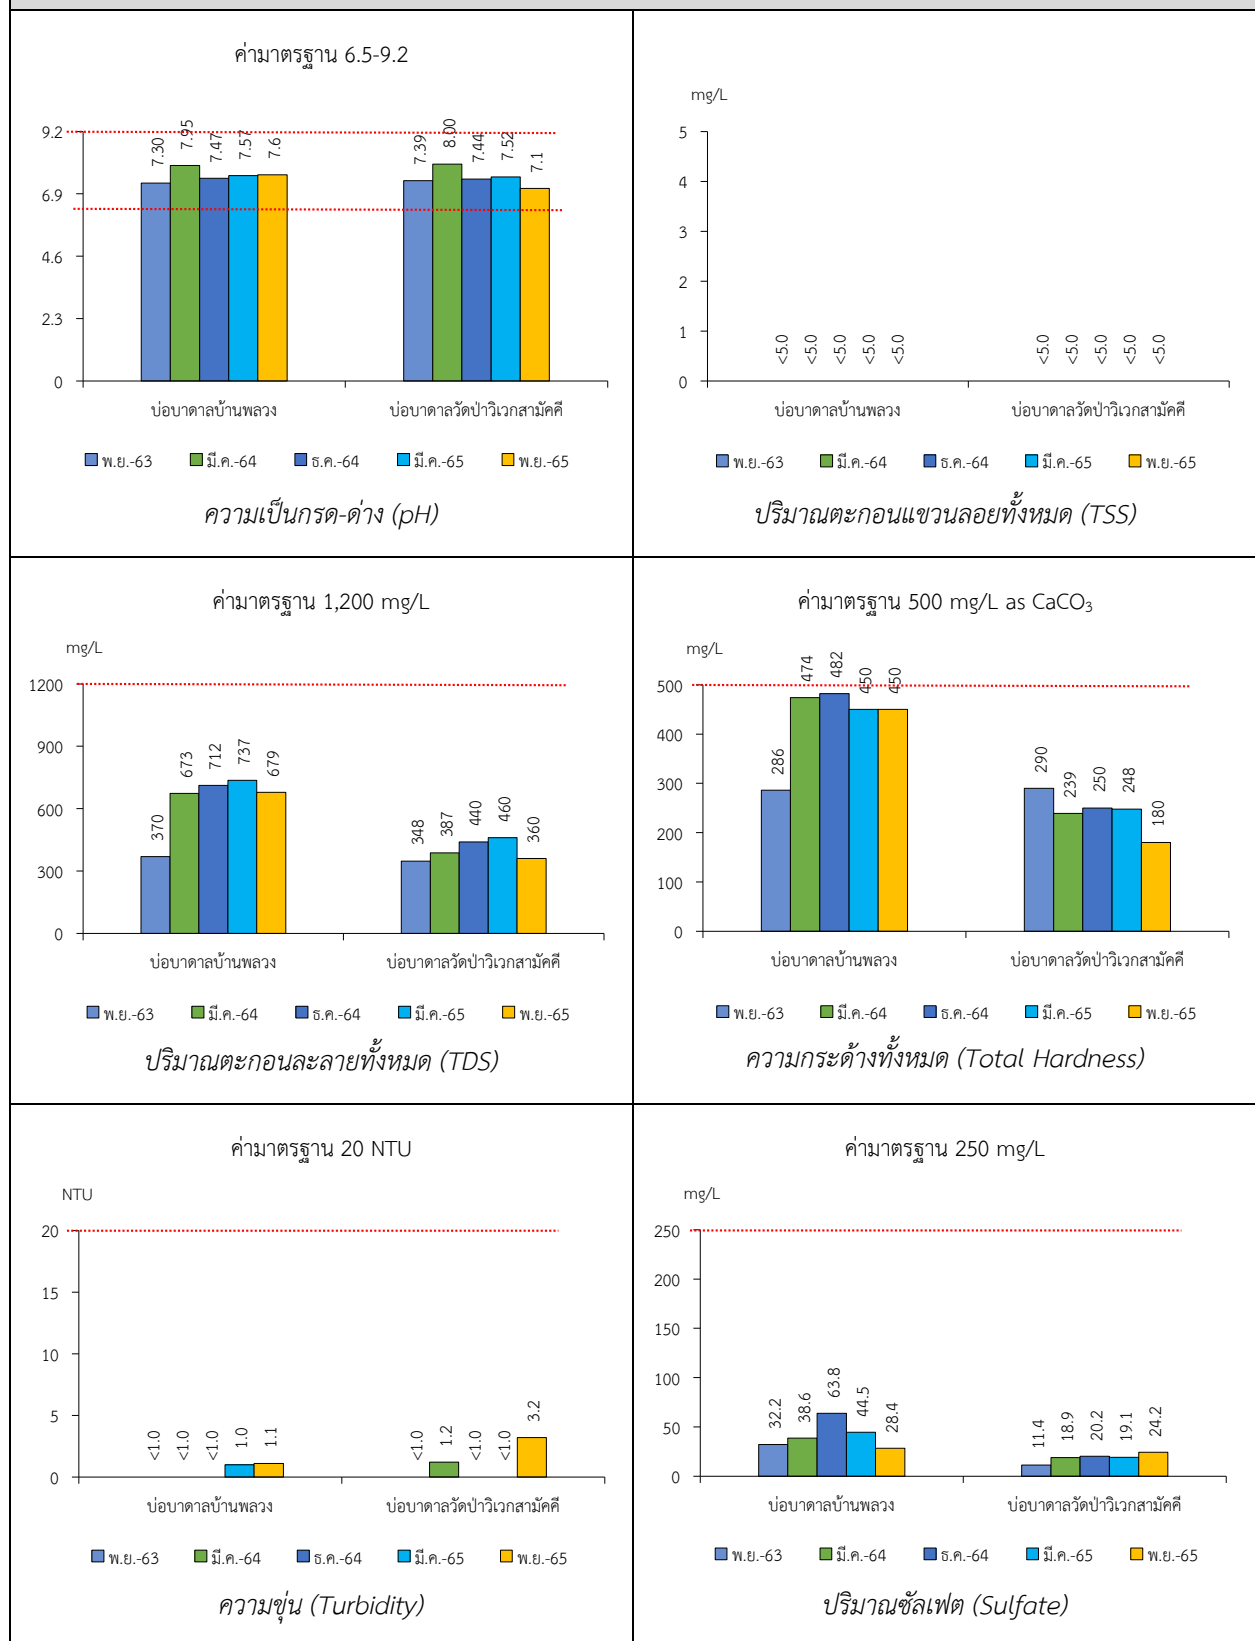 ค่ามาตรฐาน 6.5-9.2
9.2
6.9
4.6
2.3
0
7.30 7.95 7.47 7.57 7.6
7.39 8.00 7.44 7.52 7.1
บ่อบาดาลบ้านพลวง บ่อบาดาลวัดป่าวิเวกสามัคคี
พ.ย.-63 มี.ค.-64 ธ.ค.-64 มี.ค.-65 พ.ย.-65
ความเป็นกรด-ด่าง (pH)
mg/L
5
4
3
2
1
0
<5.0 <5.0 <5.0 <5.0 <5.0
<5.0 <5.0 <5.0 <5.0 <5.0
บ่อบาดาลบ้านพลวง บ่อบาดาลวัดป่าวิเวกสามัคคี
พ.ย.-63 มี.ค.-64 ธ.ค.-64 มี.ค.-65 พ.ย.-65
ปริมาณตะกอนแขวนลอยทั้งหมด (TSS)
ค่ามาตรฐาน 1,200 mg/L
mg/L
1200
900
600
300
0
370 673 712 737 679
348 387 440 460 360
บ่อบาดาลบ้านพลวง บ่อบาดาลวัดป่าวิเวกสามัคคี
พ.ย.-63 มี.ค.-64 ธ.ค.-64 มี.ค.-65 พ.ย.-65
ปริมาณตะกอนละลายทั้งหมด (TDS)
ค่ามาตรฐาน 500 mg/L as CaCO₃
mg/L
500
400
300
200
100
0
286 474 482 450 450
290 239 250 248 180
บ่อบาดาลบ้านพลวง บ่อบาดาลวัดป่าวิเวกสามัคคี
พ.ย.-63 มี.ค.-64 ธ.ค.-64 มี.ค.-65 พ.ย.-65
ความกระด้างทั้งหมด (Total Hardness)
ค่ามาตรฐาน 20 NTU
NTU
20
15
10
5
0
<1.0 <1.0 <1.0 1.0 1.1
<1.0 1.2 <1.0 <1.0 3.2
บ่อบาดาลบ้านพลวง บ่อบาดาลวัดป่าวิเวกสามัคคี
พ.ย.-63 มี.ค.-64 ธ.ค.-64 มี.ค.-65 พ.ย.-65
ความขุ่น (Turbidity)
ค่ามาตรฐาน 250 mg/L
mg/L
250
200
150
100
50
0
32.2 38.6 63.8 44.5 28.4
11.4 18.9 20.2 19.1 24.2
บ่อบาดาลบ้านพลวง บ่อบาดาลวัดป่าวิเวกสามัคคี
พ.ย.-63 มี.ค.-64 ธ.ค.-64 มี.ค.-65 พ.ย.-65
ปริมาณซัลเฟต (Sulfate)